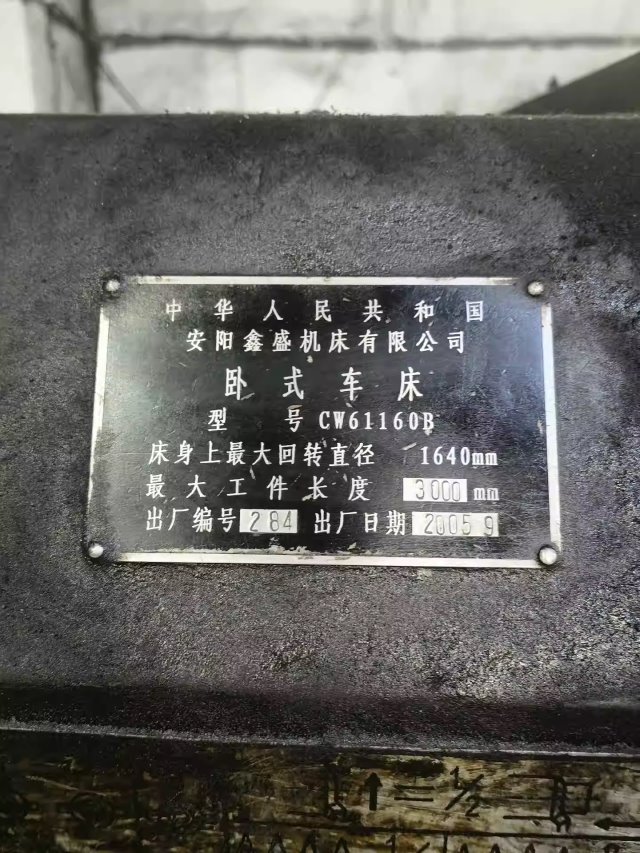 中华人民共和国
安阳鑫盛机床有限公司
卧式车床
型号 CW61160B
床身上最大回转直径 1640mm
最大工件长度 3000 mm
出厂编号 284 出厂日期 2005 9
↑=½